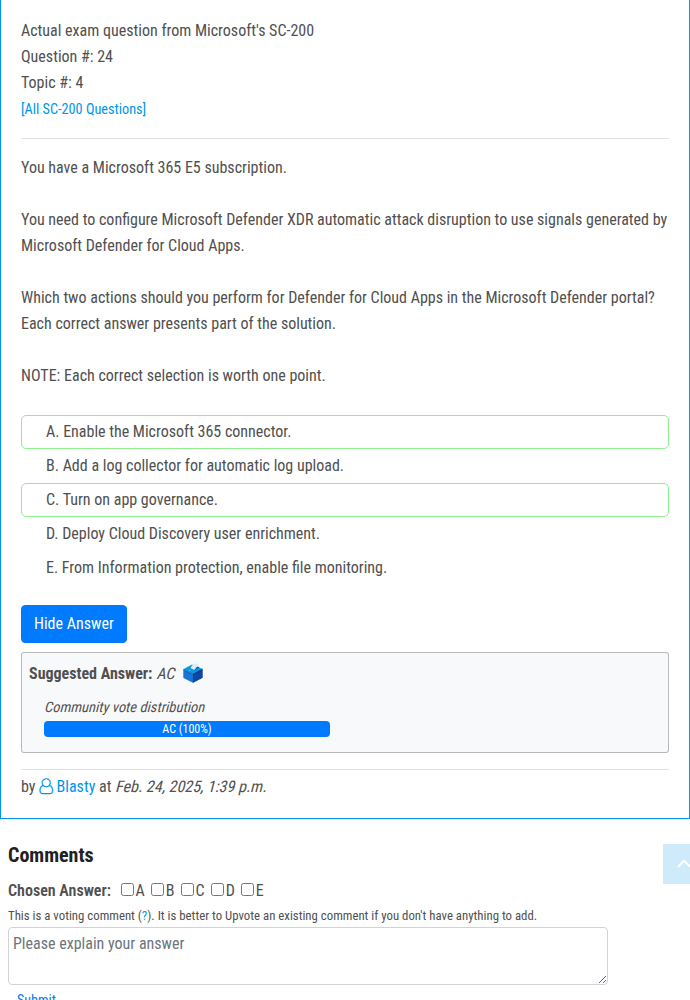 Actual exam question from Microsoft's SC-200
Question #: 24
Topic #: 4
[All SC-200 Questions]
You have a Microsoft 365 E5 subscription.
You need to configure Microsoft Defender XDR automatic attack disruption to use signals generated by
Microsoft Defender for Cloud Apps.
Which two actions should you perform for Defender for Cloud Apps in the Microsoft Defender portal?
Each correct answer presents part of the solution.
NOTE: Each correct selection is worth one point.
A. Enable the Microsoft 365 connector.
B. Add a log collector for automatic log upload.
C. Turn on app governance.
D. Deploy Cloud Discovery user enrichment.
E. From Information protection, enable file monitoring.
Hide Answer
Suggested Answer: AC
Community vote distribution
AC (100%)
by Blasty at Feb. 24, 2025, 1:39 p.m.
Comments
Chosen Answer: A B C D E
This is a voting comment (?). It is better to Upvote an existing comment if you don't have anything to add.
Please explain your answer
Submit